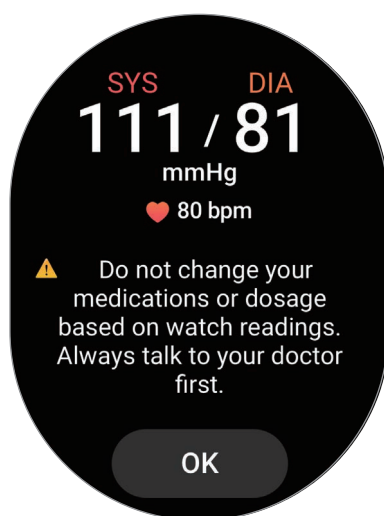 SYS DIA
111 / 81
mmHg
80 bpm
Do not change your
medications or dosage
based on watch readings.
Always talk to your doctor
first.
OK